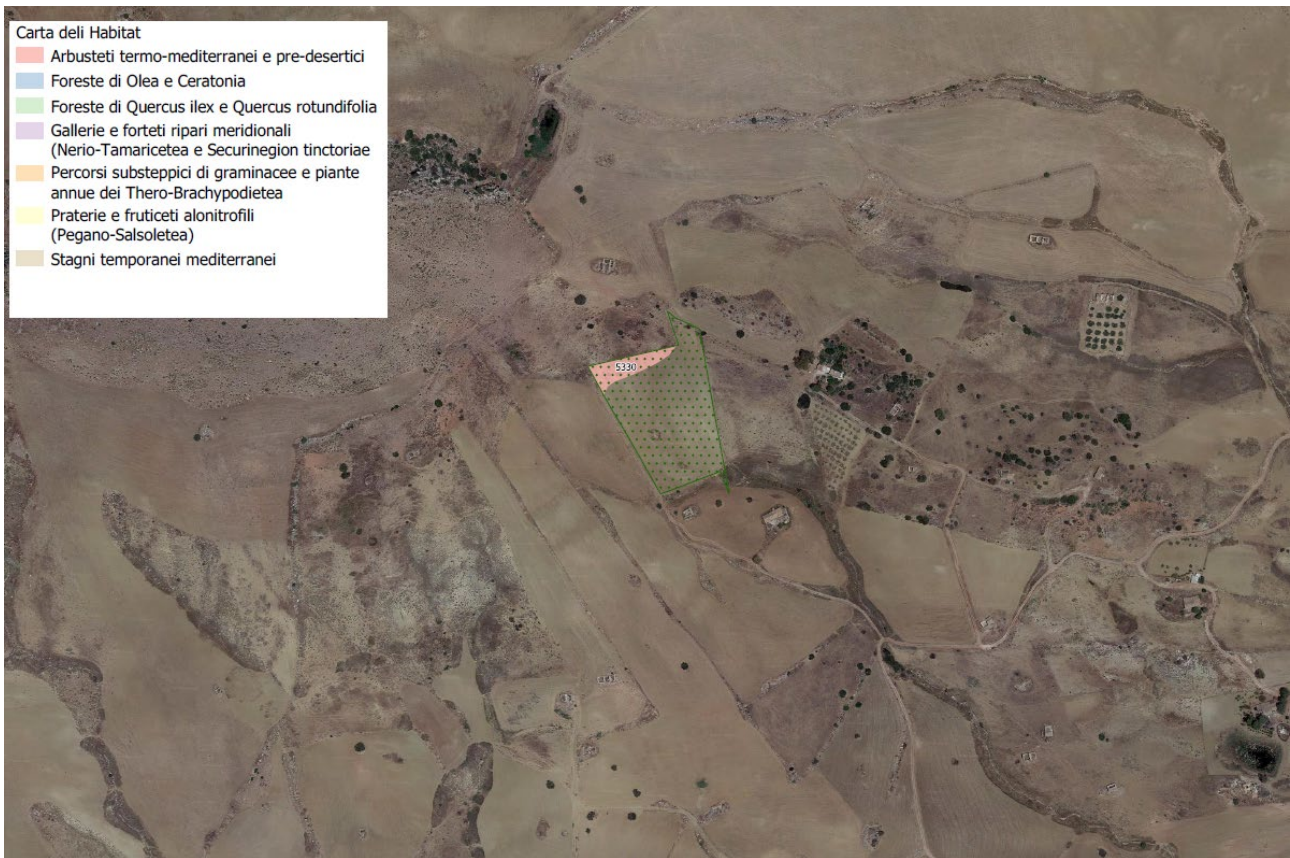 Carta deli Habitat
Arbusteti termo-mediterranei e pre-desertici
Foreste di Olea e Ceratonia
Foreste di Quercus ilex e Quercus rotundifolia
Gallerie e forteti ripari meridionali
(Nerio-Tamaricetea e Securinegion tinctoriae
Percorsi substeppici di graminacee e piante
annue dei Thero-Brachypodietea
Praterie e fruticeti alonitrofili
(Pegano-Salsoletea)
Stagni temporanei mediterranei
5330